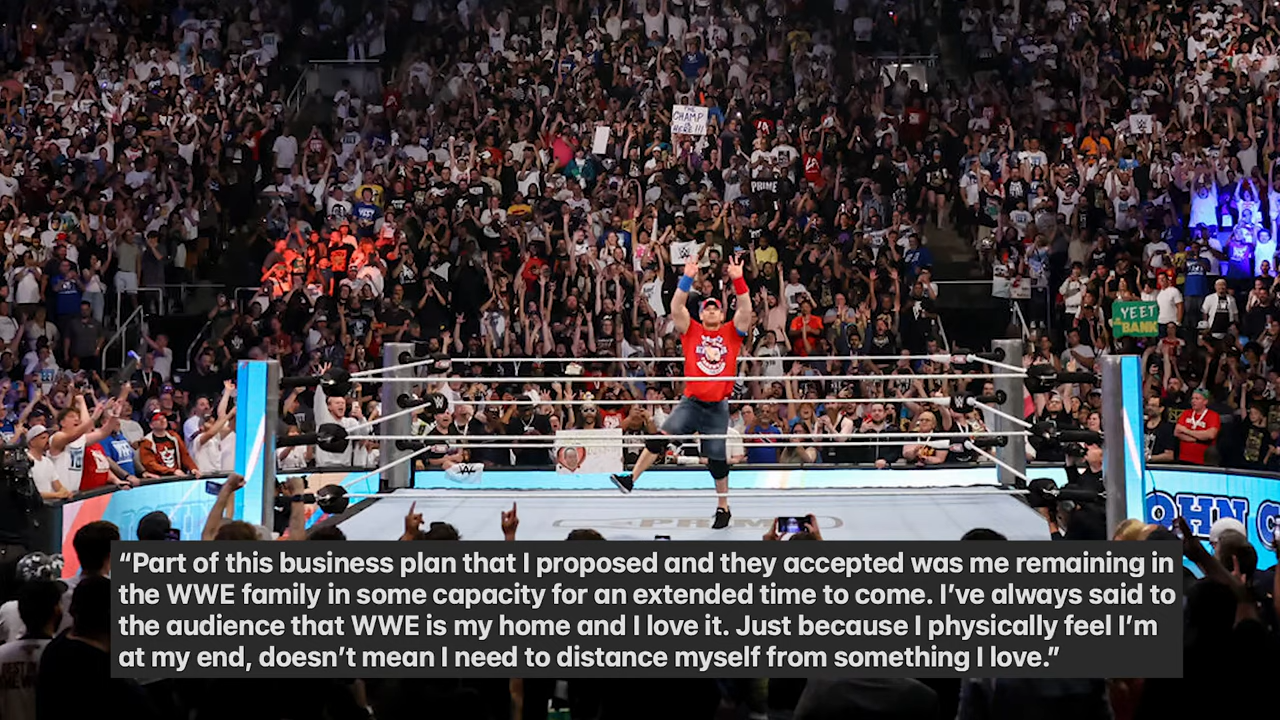 CHAMP
is
HERE!!!
PRIME
YEET
BANK
OHN C
PRIME
“Part of this business plan that I proposed and they accepted was me remaining in
the WWE family in some capacity for an extended time to come. I’ve always said to
the audience that WWE is my home and I love it. Just because I physically feel I’m
at my end, doesn’t mean I need to distance myself from something I love.”